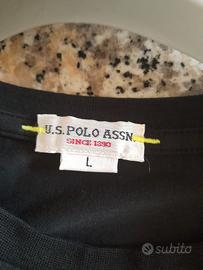 U.S. POLO ASSN.
SINCE 1890
L
subito